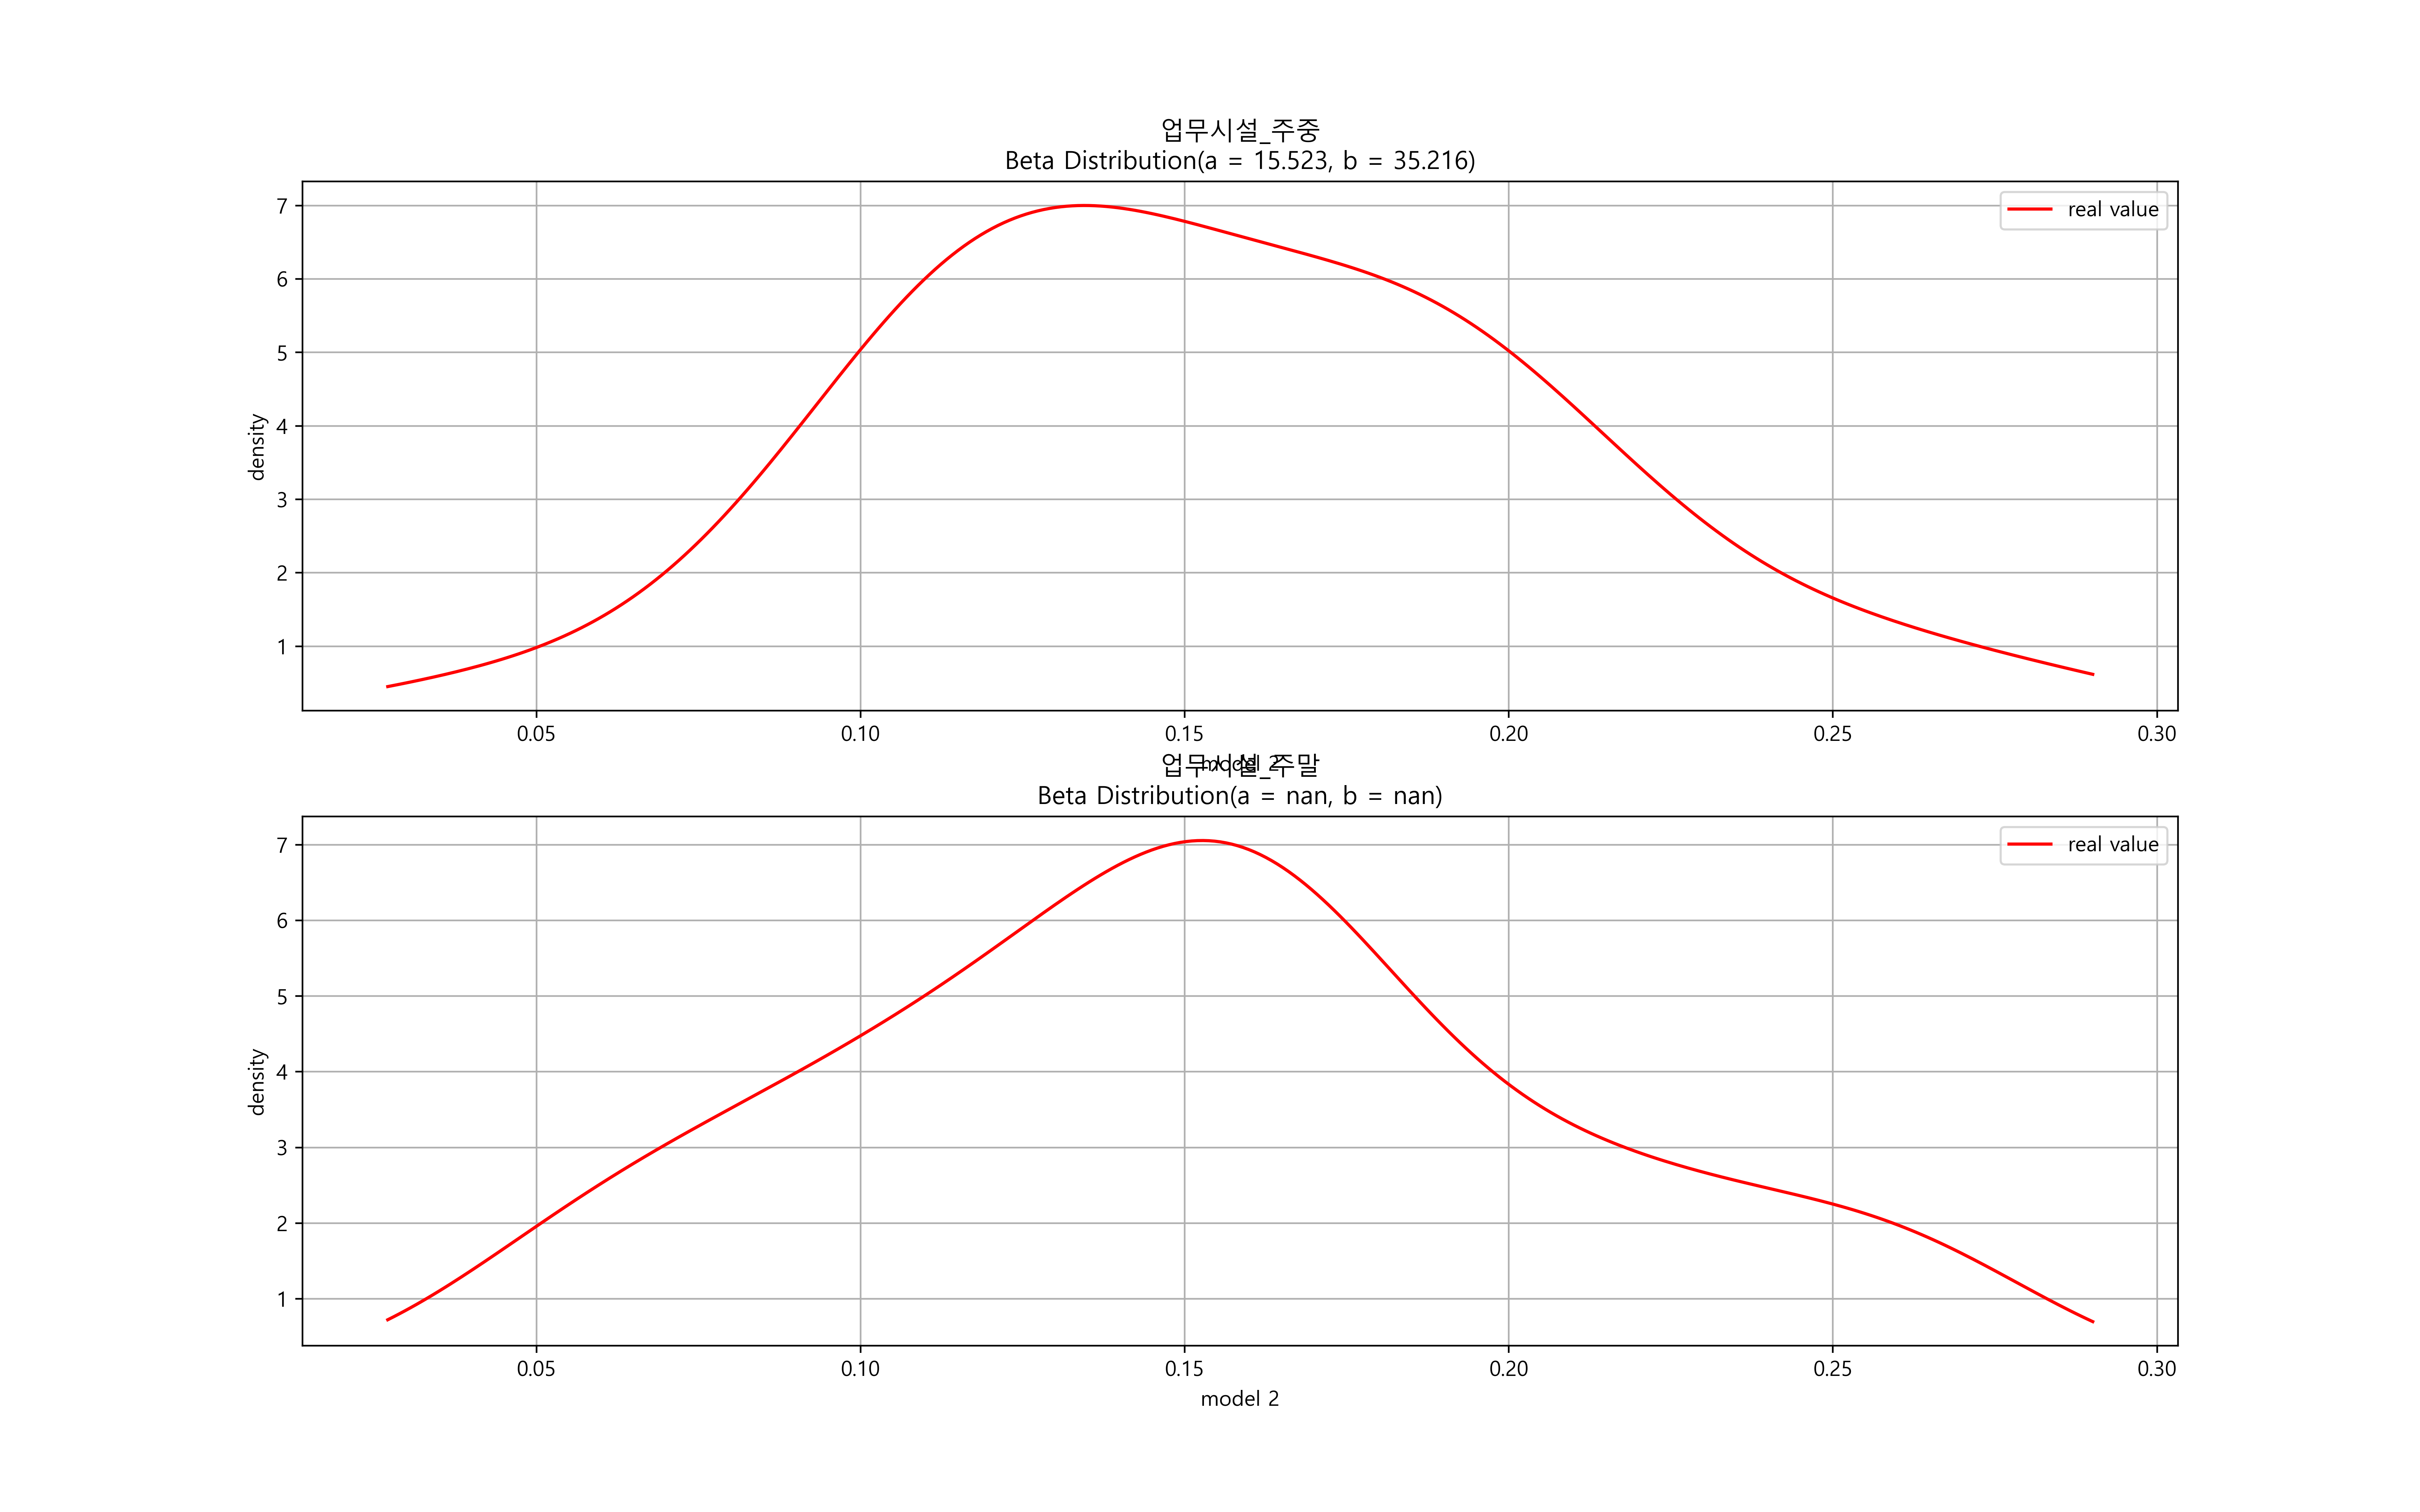 업무시설_주중
Beta Distribution(a = 15.523, b = 35.216)
real value
7
6
5
4
3
2
1
density
0.05 0.10 0.15 0.20 0.25 0.30
model 2
업무시설_주말
Beta Distribution(a = nan, b = nan)
real value
7
6
5
4
3
2
1
density
0.05 0.10 0.15 0.20 0.25 0.30
model 2